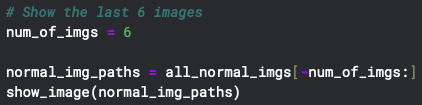 # Show the last 6 images
num_of_imgs = 6
normal_img_paths = all_normal_imgs[-num_of_imgs:]
show_image(normal_img_paths)